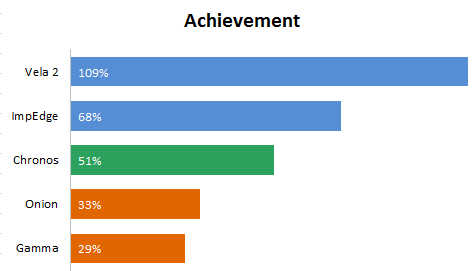 Achievement
Vela 2 109%
ImpEdge 68%
Chronos 51%
Onion 33%
Gamma 29%